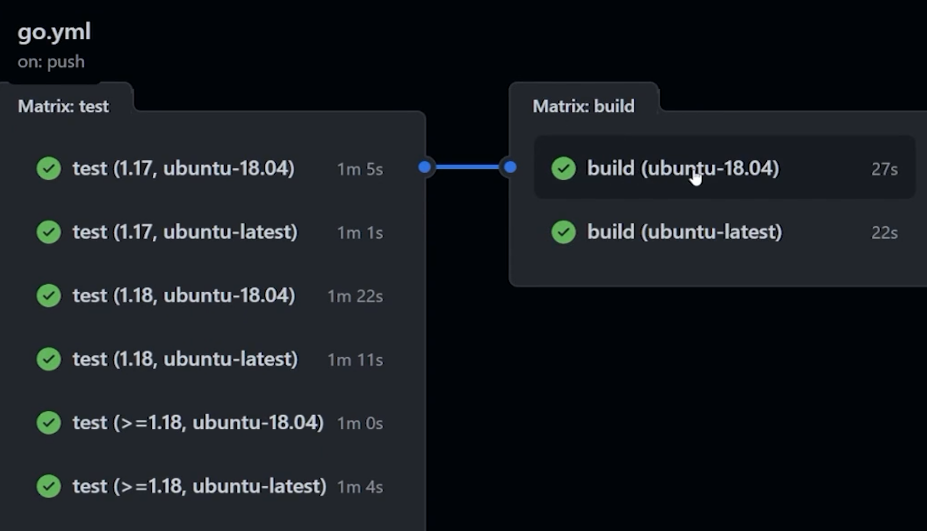 go.yml
on: push
Matrix: test
test (1.17, ubuntu-18.04) 1m 5s
test (1.17, ubuntu-latest) 1m 1s
test (1.18, ubuntu-18.04) 1m 22s
test (1.18, ubuntu-latest) 1m 11s
test (>=1.18, ubuntu-18.04) 1m 0s
test (>=1.18, ubuntu-latest) 1m 4s
Matrix: build
build (ubuntu-18.04) 27s
build (ubuntu-latest) 22s